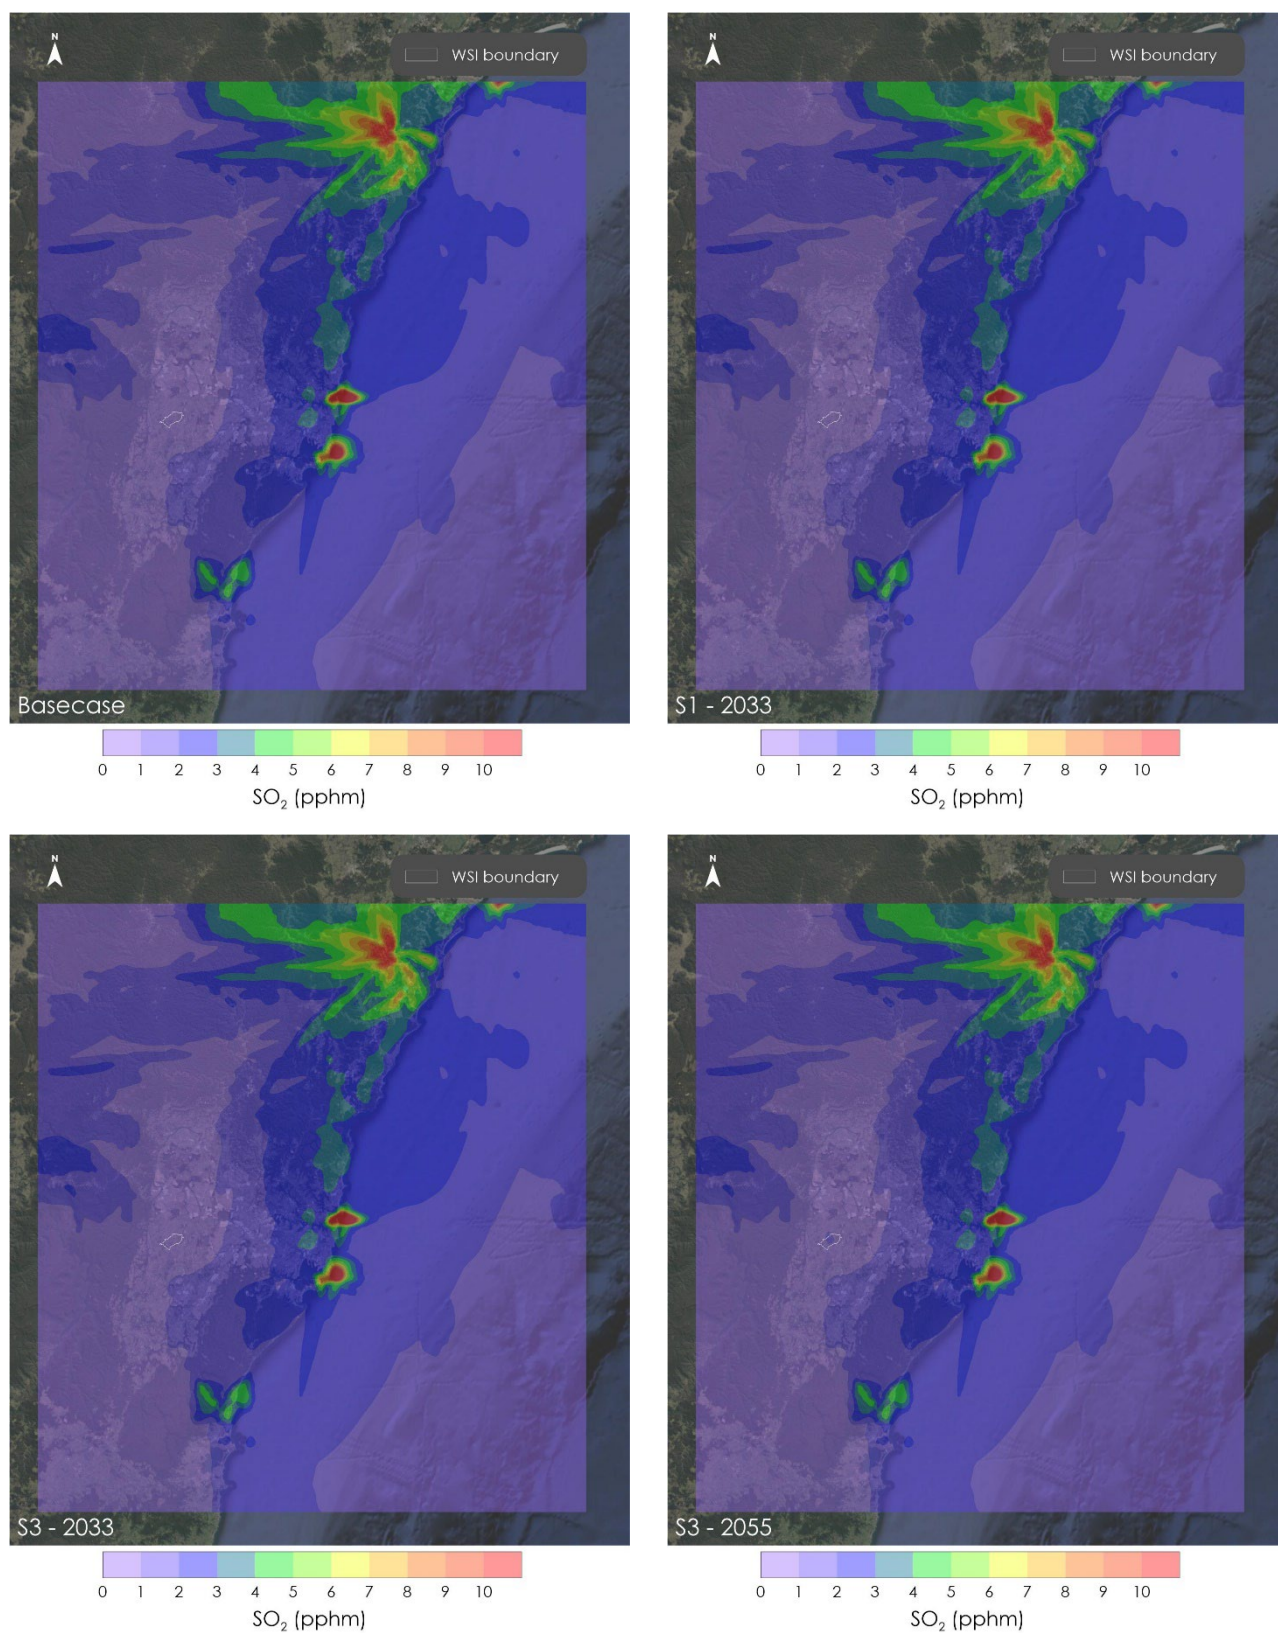 N
WSI boundary
Basecase
0 1 2 3 4 5 6 7 8 9 10
SO₂ (pphm)
N
WSI boundary
S1 - 2033
0 1 2 3 4 5 6 7 8 9 10
SO₂ (pphm)
N
WSI boundary
S3 - 2033
0 1 2 3 4 5 6 7 8 9 10
SO₂ (pphm)
N
WSI boundary
S3 - 2055
0 1 2 3 4 5 6 7 8 9 10
SO₂ (pphm)